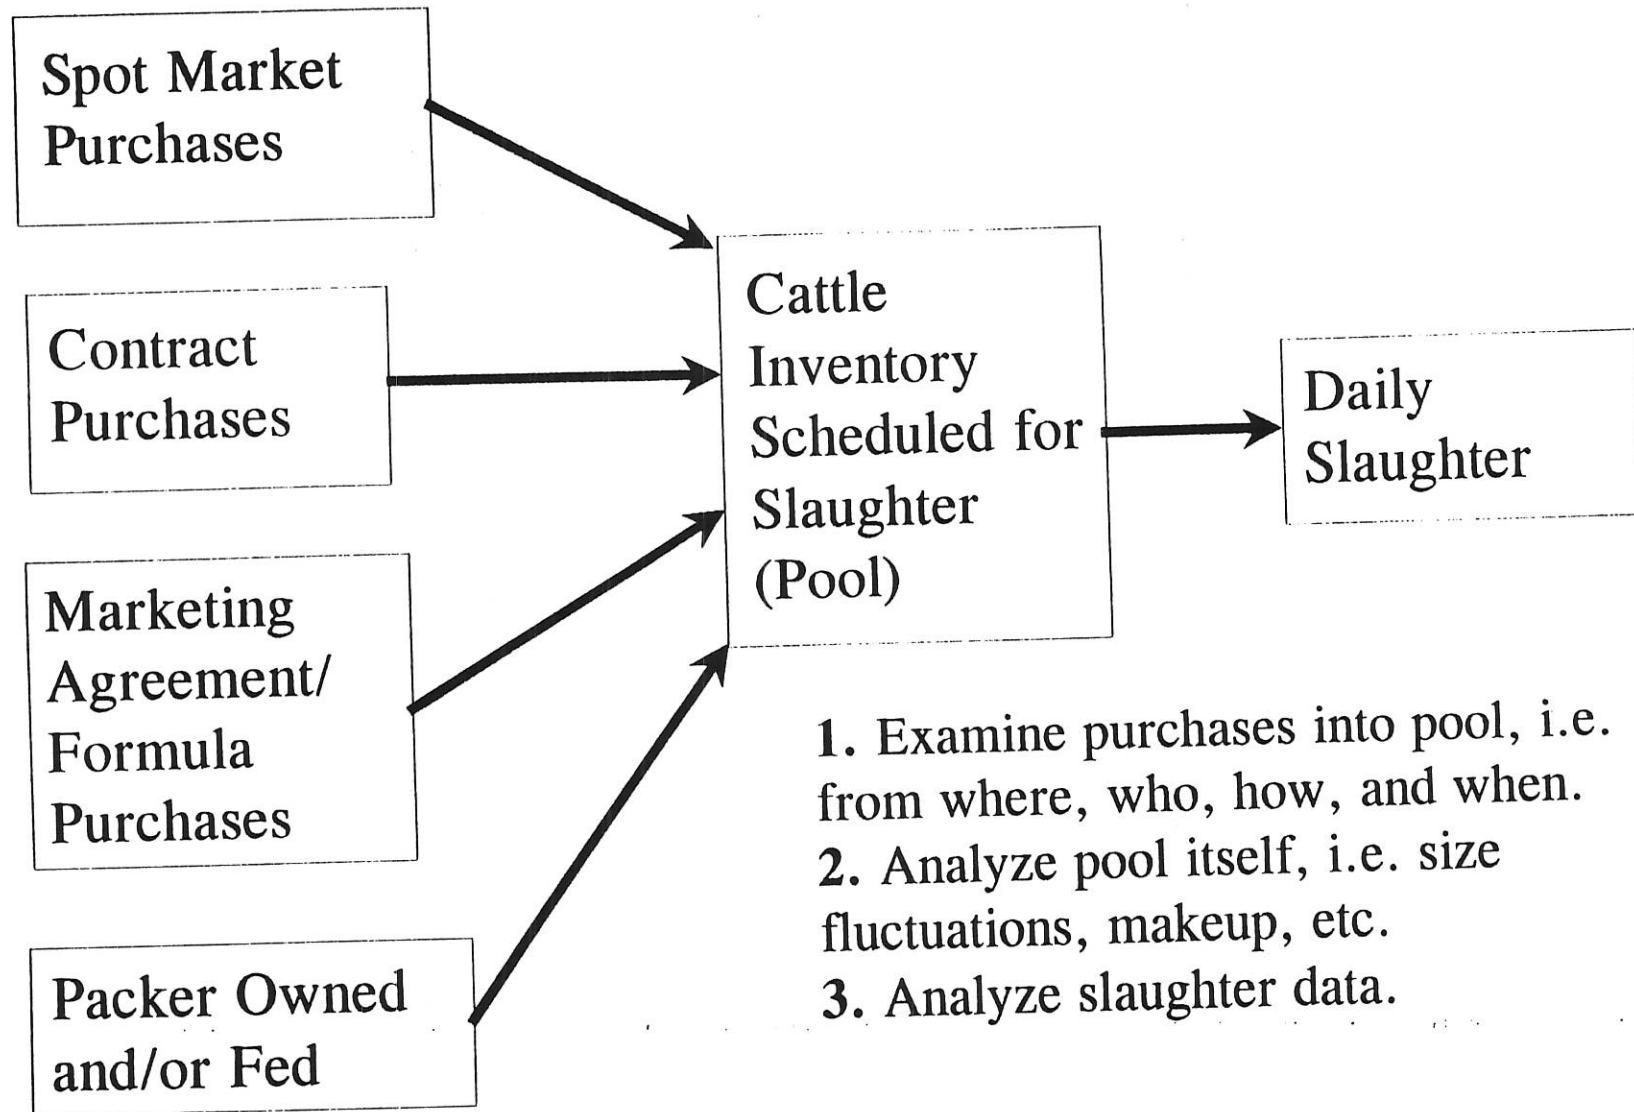 Spot Market
Purchases
Contract
Purchases
Marketing
Agreement/
Formula
Purchases
Packer Owned
and/or Fed
Cattle
Inventory
Scheduled for
Slaughter
(Pool)
Daily
Slaughter
1. Examine purchases into pool, i.e.
from where, who, how, and when.
2. Analyze pool itself, i.e. size
fluctuations, makeup, etc.
3. Analyze slaughter data.